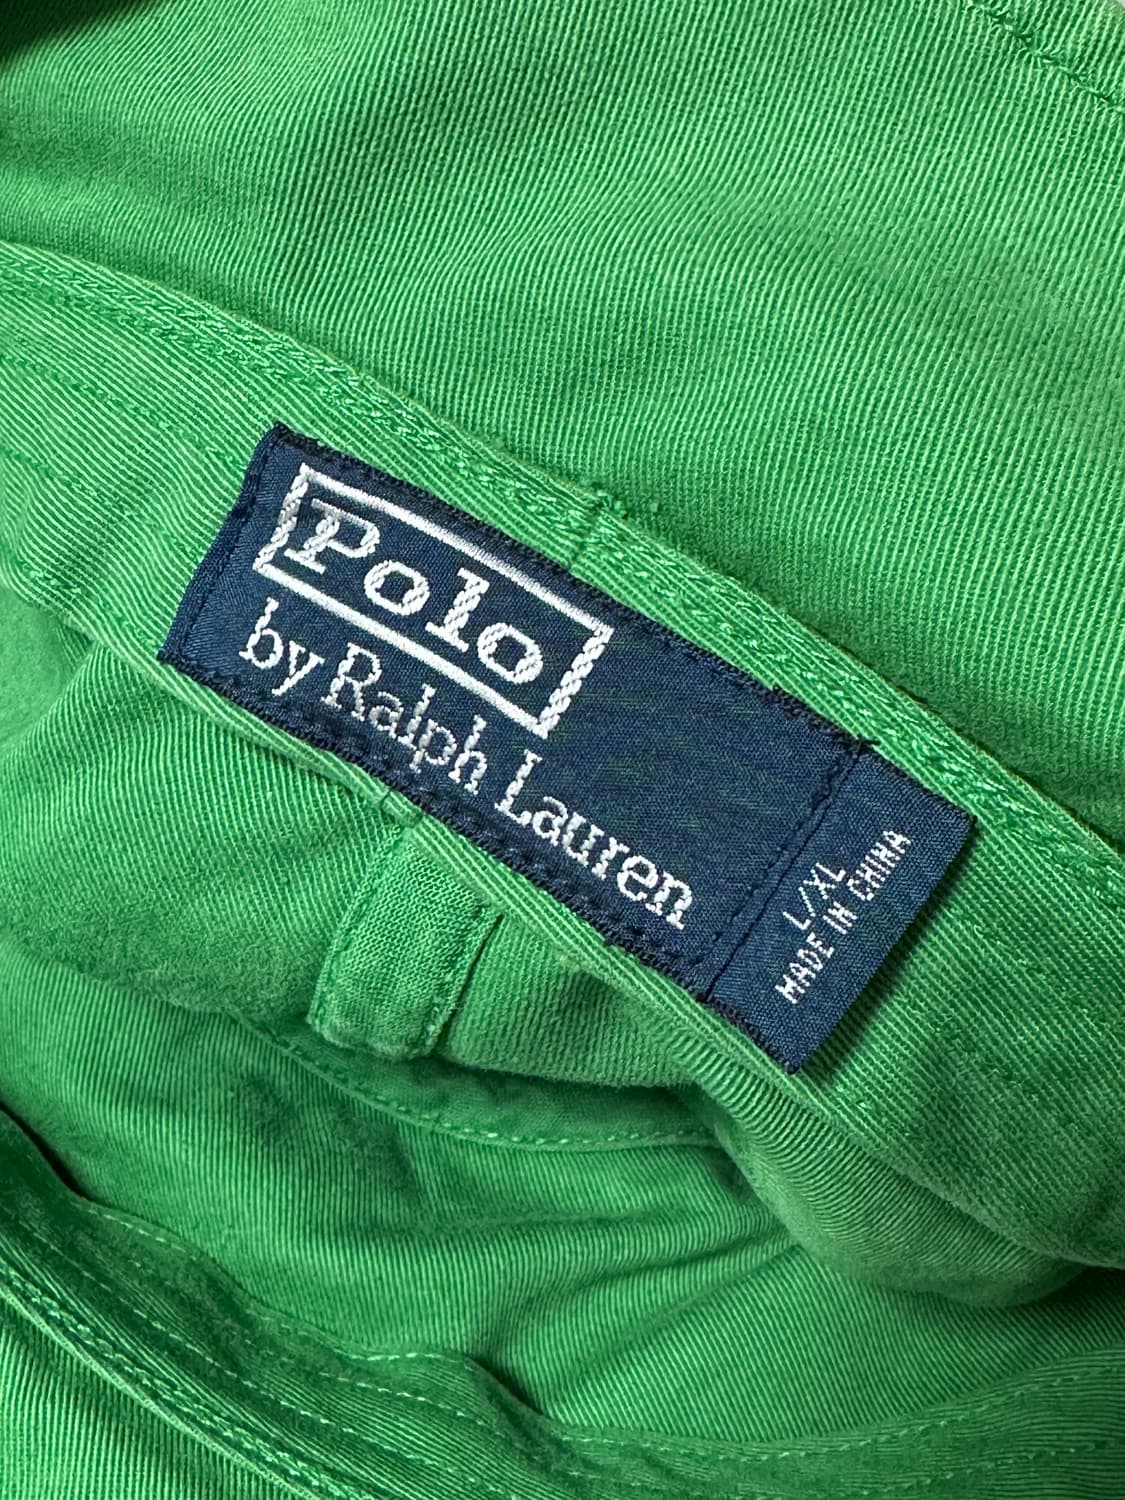 Polo
by Ralph Lauren
L/XL
MADE IN CHINA